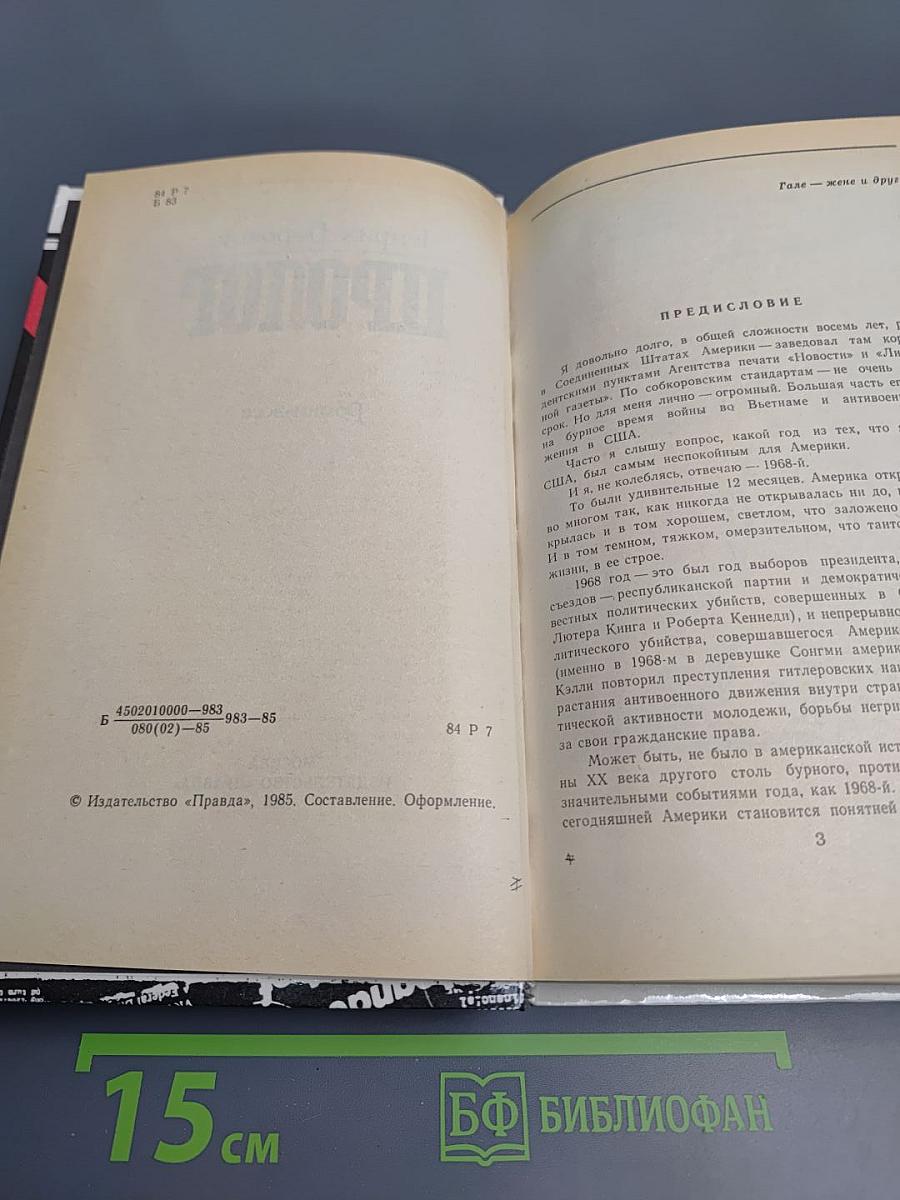 84 Р 7
Б 83
Б 4502010000—983
080(02)—85 983—85
84 Р 7
© Издательство «Правда», 1985. Составление. Оформление.
Гале — жене и друг
ПРЕДИСЛОВИЕ
Я довольно долго, в общей сложности восемь лет,
в Соединенных Штатах Америки — заведовал там кор
дентскими пунктами Агентства печати «Новости» и «Ли
ной газеты». По собкоровским стандартам — не очень
срок. Но для меня лично — огромный. Большая часть ег
на бурное время войны во Вьетнаме и антивоен
жения в США.
Часто я слышу вопрос, какой год из тех, что
США, был самым неспокойным для Америки.
И я, не колеблясь, отвечаю — 1968-й.
То были удивительные 12 месяцев. Америка откр
во многом так, как никогда не открывалась ни до,
крылась и в том хорошем, светлом, что заложено
И в том темном, тяжком, омерзительном, что таит
жизни, в ее строе.
1968 год — это был год выборов президента,
съездов — республиканской партии и демократиче
вестных политических убийств, совершенных в
Лютера Кинга и Роберта Кеннеди), и непрерывно
литического убийства, совершавшегося Америк
(именно в 1968-м в деревушке Сонгми америк
Кэлли повторил преступления гитлеровских на
растания антивоенного движения внутри стран
тической активности молодежи, борьбы негри
за свои гражданские права.
Может быть, не было в американской ист
ны XX века другого столь бурного, проти
значительными событиями года, как 1968-й.
сегодняшней Америки становится понятней
3
15 см
БФ БИБЛИОФАН